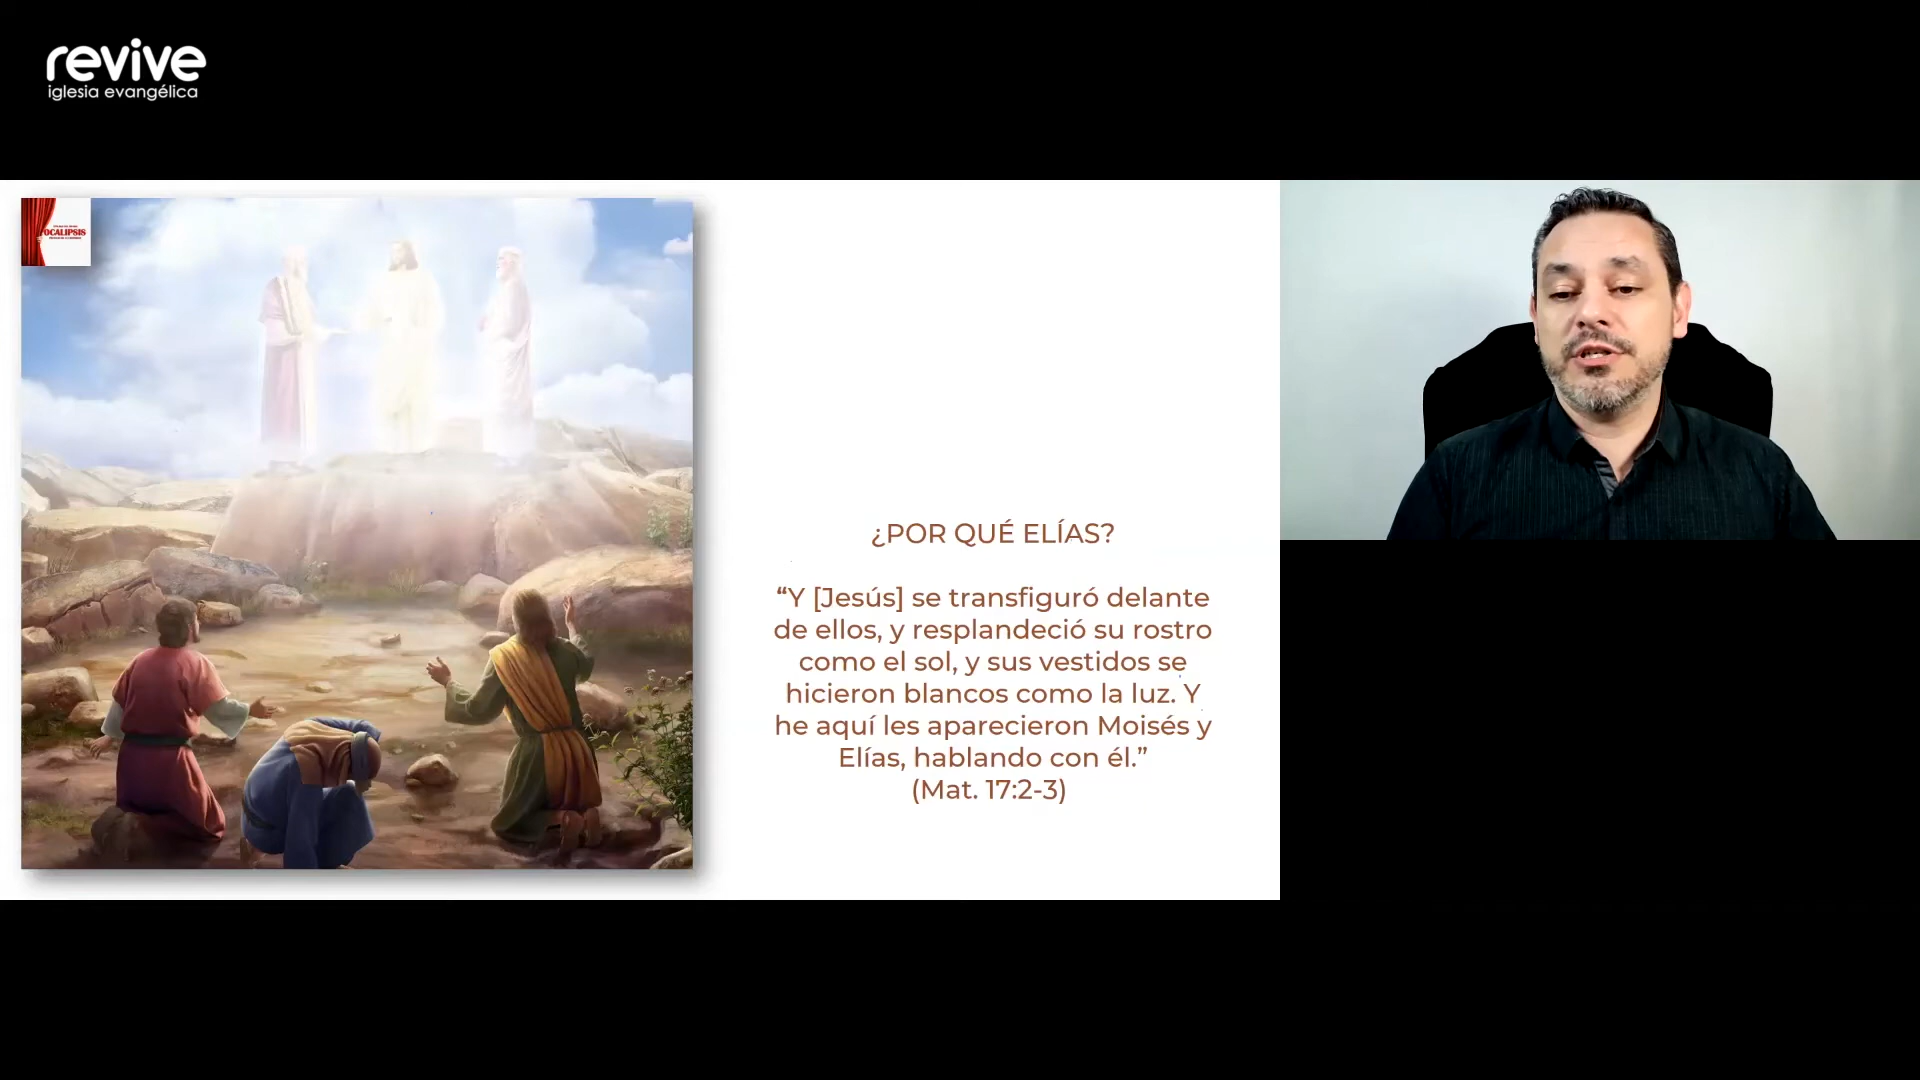 revive
iglesia evangélica
OCALIPSIS
¿POR QUÉ ELÍAS?
“Y [Jesús] se transfiguró delante
de ellos, y resplandeció su rostro
como el sol, y sus vestidos se
hicieron blancos como la luz. Y
he aquí les aparecieron Moisés y
Elías, hablando con él.”
(Mat. 17:2-3)